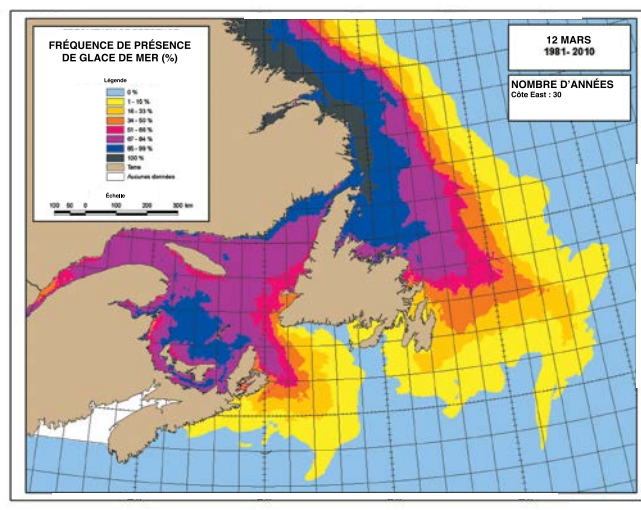 FRÉQUENCE DE PRÉSENCE
DE GLACE DE MER (%)
Légende
0 %
1 - 15 %
16 - 33 %
34 - 50 %
51 - 66 %
67 - 84 %
85 - 99 %
100 %
Terre
Aucunes données
Échelle
100 50 0 100 200 300 km
12 MARS
1981- 2010
NOMBRE D'ANNÉES
Côte East : 30